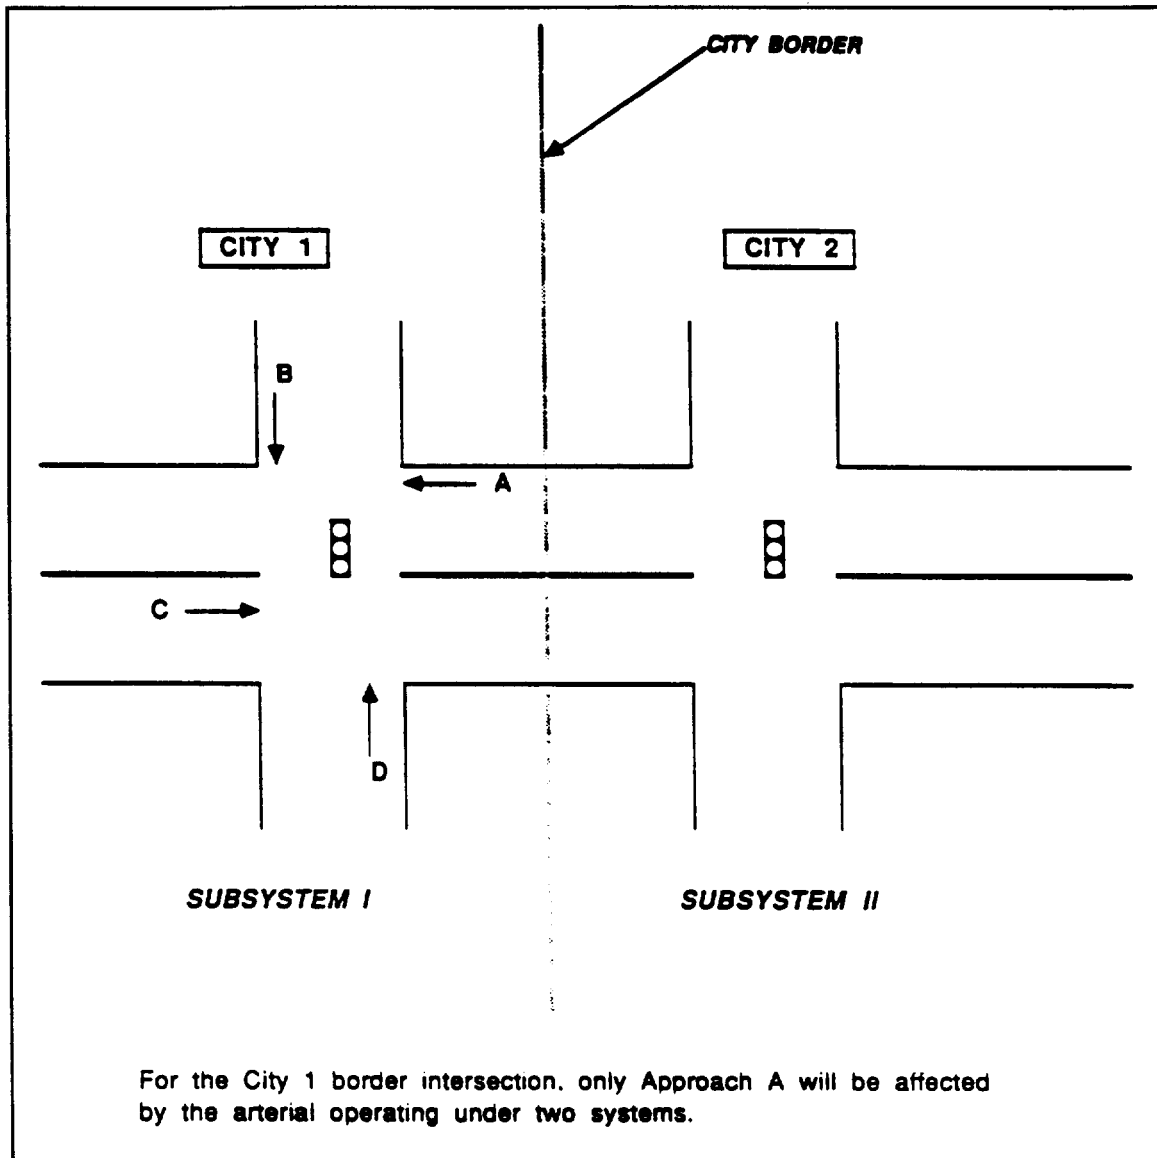 CITY BORDER
CITY 1
CITY 2
B
A
C
D
SUBSYSTEM I
SUBSYSTEM II
For the City 1 border intersection, only Approach A will be affected
by the arterial operating under two systems.